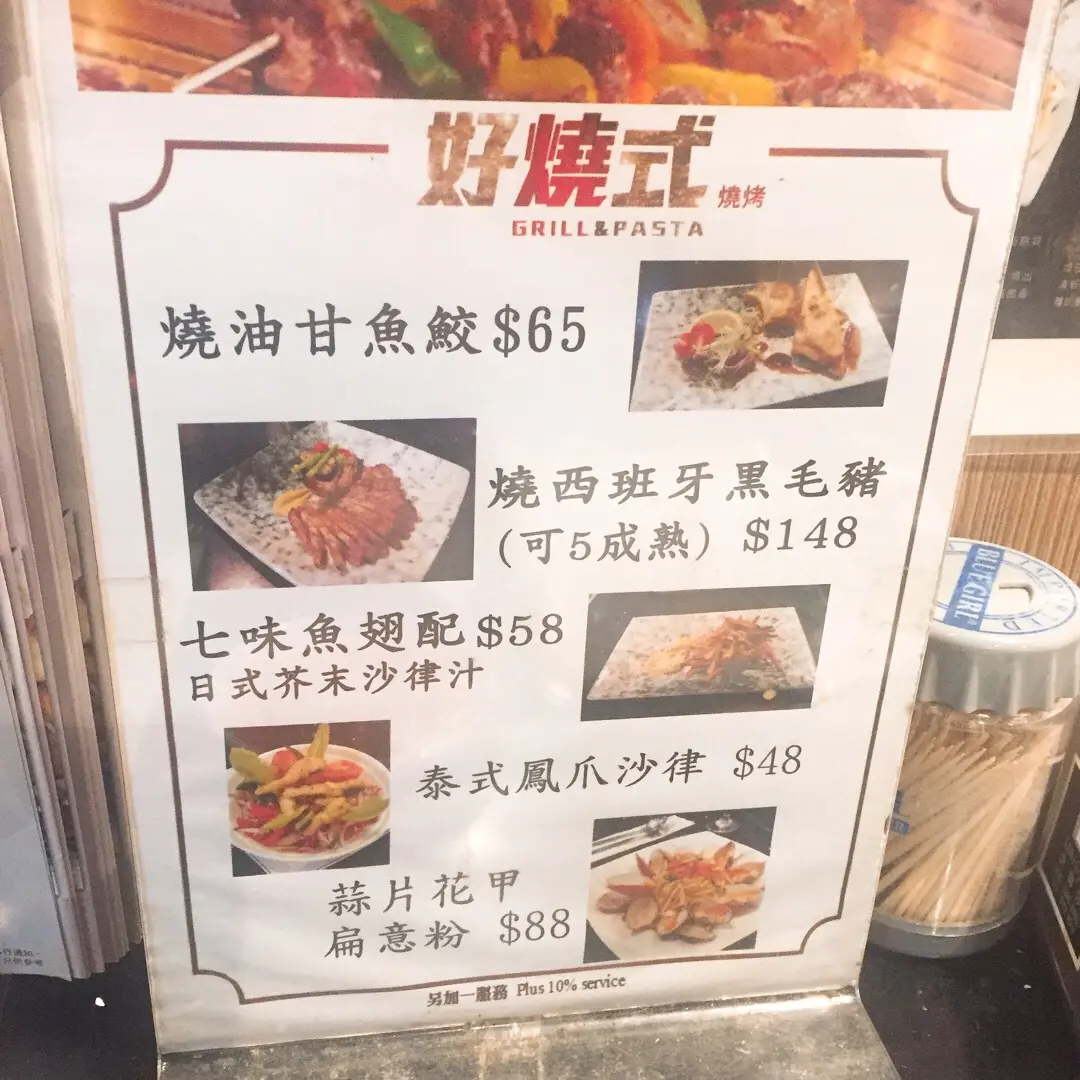 好燒式 燒烤
GRILL&PASTA
燒油甘魚鮫$65
燒西班牙黑毛豬
(可5成熟) $148
七味魚翅配$58
日式芥末沙律汁
泰式鳳爪沙律 $48
蒜片花甲
扁意粉 $88
另加一服務 Plus 10% service
BLUE GIRL